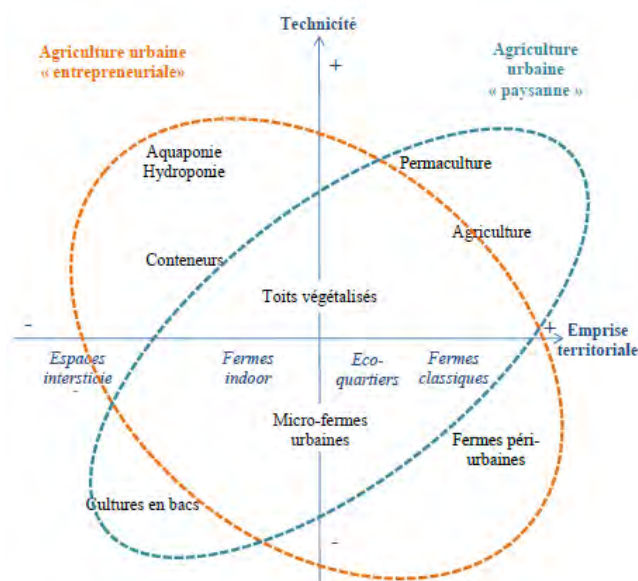 Technicité
Agriculture urbaine
« entrepreneuriale»
Agriculture
urbaine
« paysanne »
+
Aquaponie
Hydroponie
Permaculture
Conteneurs
Agriculture
Toits végétalisés
-
+
Emprise
territoriale
Espaces
intersticie
Fermes
indoor
Eco-
quartiers
Fermes
classiques
Micro-fermes
urbaines
Fermes péri-
urbaines
Cultures en bacs
-